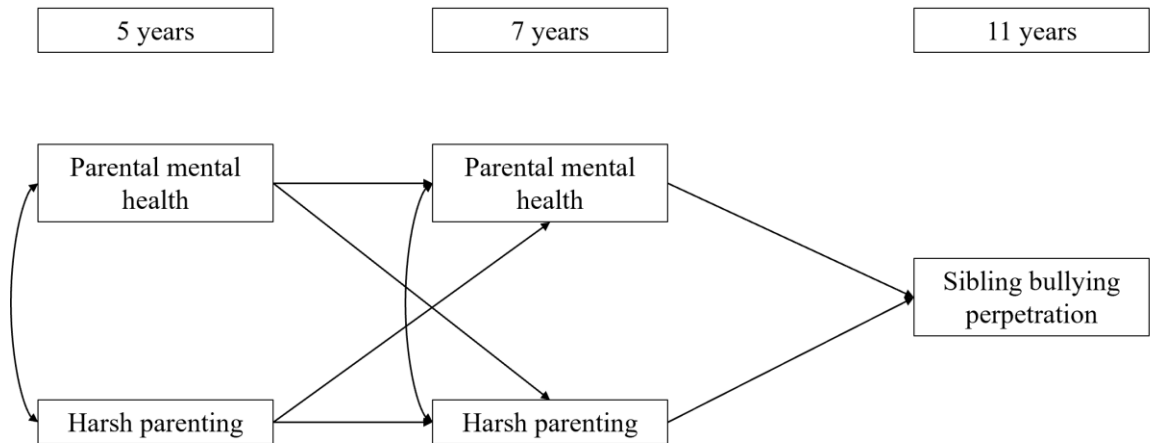 5 years
7 years
11 years
Parental mental
health
Parental mental
health
Sibling bullying
perpetration
Harsh parenting
Harsh parenting